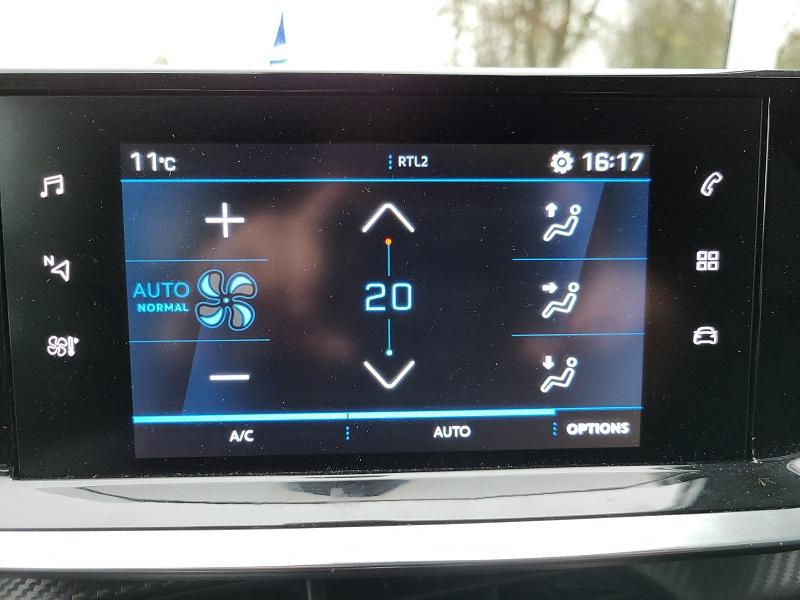 11°C
RTL2
16:17
N
AUTO
NORMAL
20
A/C
AUTO
OPTIONS